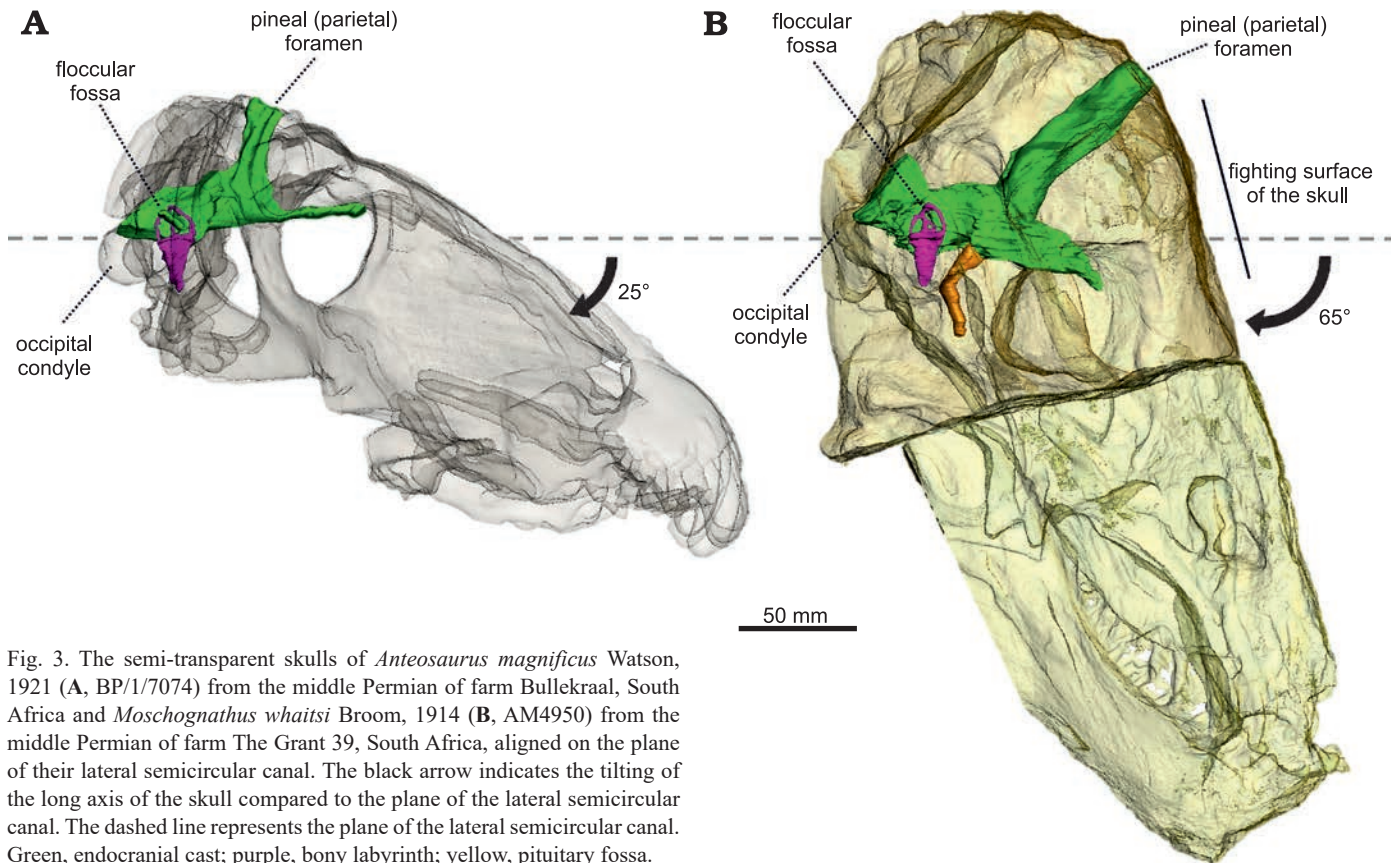 A
pineal (parietal)
foramen
floccular
fossa
25°
occipital
condyle
B
floccular
fossa
pineal (parietal)
foramen
fighting surface
of the skull
occipital
condyle
65°
50 mm
Fig. 3. The semi-transparent skulls of Anteosaurus magnificus Watson,
1921 (A, BP/1/7074) from the middle Permian of farm Bullekraal, South
Africa and Moschognathus whaitsi Broom, 1914 (B, AM4950) from the
middle Permian of farm The Grant 39, South Africa, aligned on the plane
of their lateral semicircular canal. The black arrow indicates the tilting of
the long axis of the skull compared to the plane of the lateral semicircular
canal. The dashed line represents the plane of the lateral semicircular canal.
Green, endocranial cast; purple, bony labyrinth; yellow, pituitary fossa.